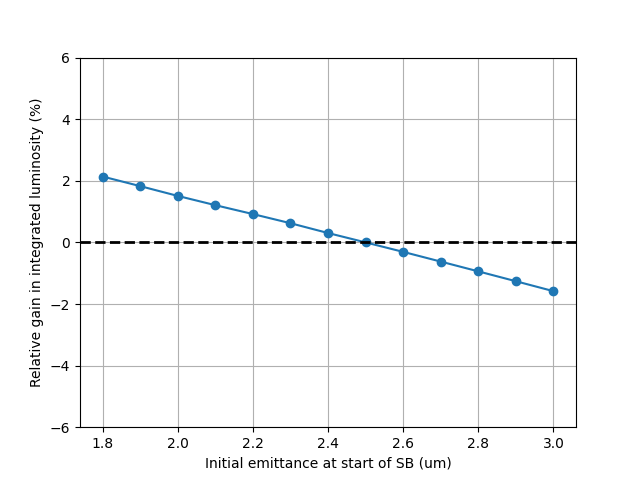 6
4
2
0
−2
−4
−6
Relative gain in integrated luminosity (%)
1.8 2.0 2.2 2.4 2.6 2.8 3.0
Initial emittance at start of SB (um)